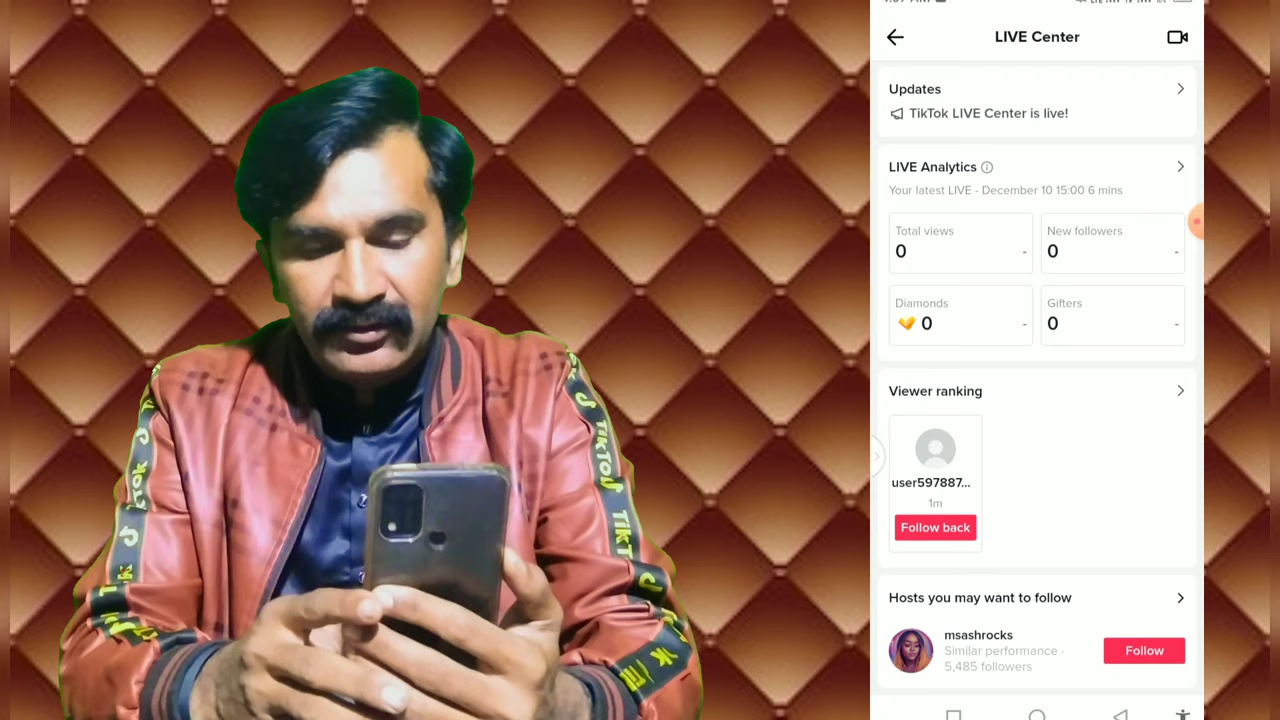 LIVE Center
Updates
TikTok LIVE Center is live!
LIVE Analytics
Your latest LIVE - December 10 15:00 6 mins
Total views
0 -
New followers
0 -
Diamonds
0 -
Gifters
0 -
Viewer ranking
user597887...
1m
Follow back
Hosts you may want to follow
msashrocks
Similar performance ·
5,485 followers
Follow
TikTok
TikT